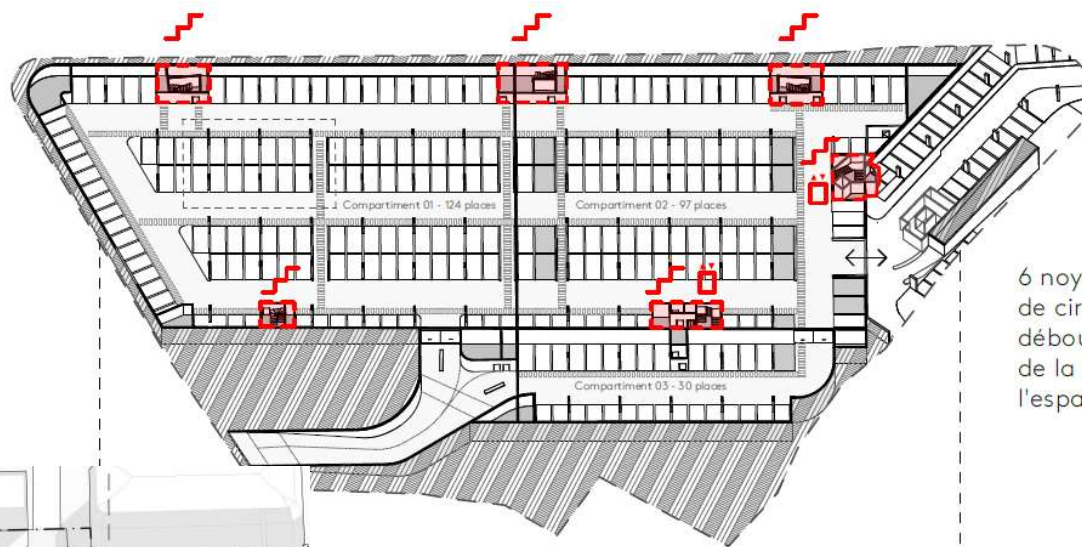 Compartiment 01 - 124 places
Compartiment 02 - 97 places
Compartiment 03 - 30 places
6 noy
de cir
débou
de la
l'espa